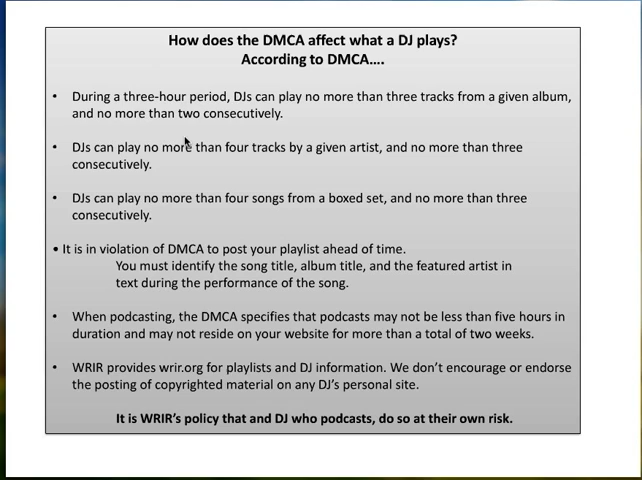 How does the DMCA affect what a DJ plays?
According to DMCA....
• During a three-hour period, DJs can play no more than three tracks from a given album,
and no more than two consecutively.
• DJs can play no more than four tracks by a given artist, and no more than three
consecutively.
• DJs can play no more than four songs from a boxed set, and no more than three
consecutively.
• It is in violation of DMCA to post your playlist ahead of time.
You must identify the song title, album title, and the featured artist in
text during the performance of the song.
• When podcasting, the DMCA specifies that podcasts may not be less than five hours in
duration and may not reside on your website for more than a total of two weeks.
• WRIR provides wrir.org for playlists and DJ information. We don't encourage or endorse
the posting of copyrighted material on any DJ's personal site.
It is WRIR's policy that and DJ who podcasts, do so at their own risk.